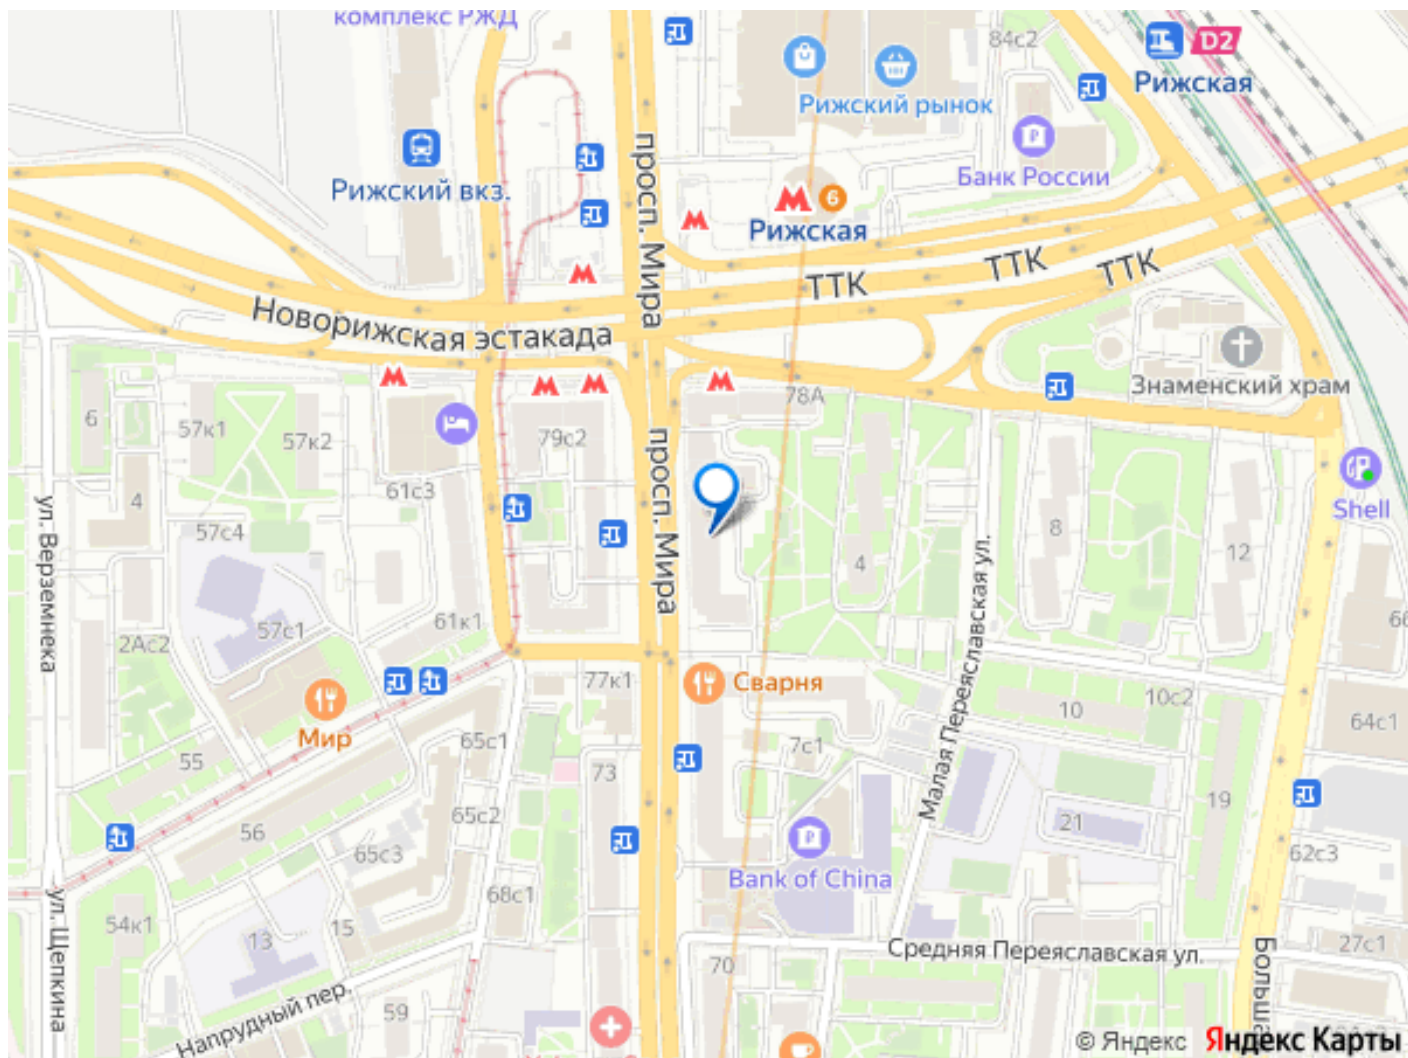 комплекс РЖД
84с2
D2
Рижская
Рижский рынок
Банк России
Рижский вкз.
просп. Мира
6
Рижская
ТТК
ТТК
ТТК
Новорижская эстакада
Знаменский храм
78А
6
57к1
57к2
79с2
61с3
4
57с4
ул. Верземнека
просп. Мира
Shell
8
12
4
Малая Переяславская ул.
57с1
61к1
2Ас2
66
77к1
Сварня
10
10с2
64с1
Мир
65с1
7с1
55
73
56
65с2
65с3
19
21
62с3
Bank of China
68с1
ул. Щепкина
54к1
13
15
Средняя Переяславская ул.
27с1
70
Больша
Напрудный пер.
59
© Яндекс Яндекс Карты